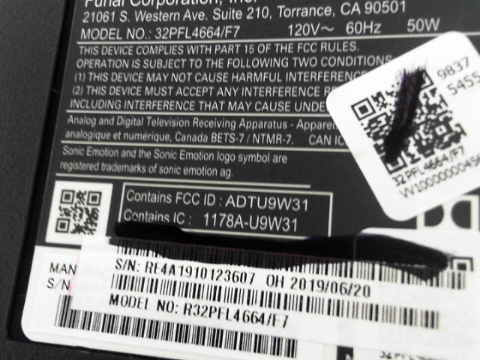 Funai Corporation, Inc.
21061 S. Western Ave. Suite 210, Torrance, CA 90501
MODEL NO.: 32PFL4664/F7 120V~ 60Hz 50W
THIS DEVICE COMPLIES WITH PART 15 OF THE FCC RULES.
OPERATION IS SUBJECT TO THE FOLLOWING TWO CONDITIONS
(1) THIS DEVICE MAY NOT CAUSE HARMFUL INTERFERENCE
(2) THIS DEVICE MUST ACCEPT ANY INTERFERENCE RE
INCLUDING INTERFERENCE THAT MAY CAUSE UNDE
Analog and Digital Television Receiving Apparatus - Appare
analogique et numérique, Canada BETS-7 / NTMR-7. CAN IC
Sonic Emotion and the Sonic Emotion logo symbol are
registered trademarks of sonic emotion ag.
9837
5455
32PFL4664/F7
Contains FCC ID : ADTU9W31
Contains IC : 1178A-U9W31
MAN
S/N
S/N: RE4A1910123607 OH 2019/06/20
MODEL NO: R32PFL4664/F7